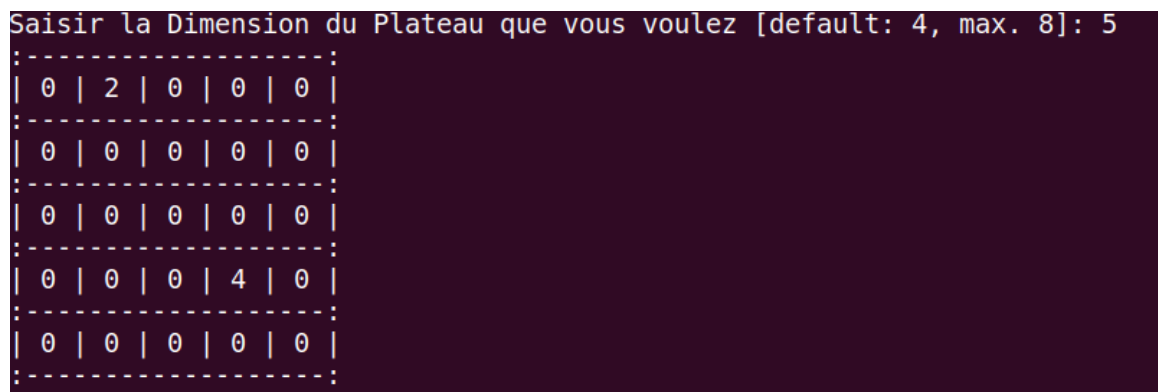 Saisir la Dimension du Plateau que vous voulez [default: 4, max. 8]: 5
:-------------------:
| 0 | 2 | 0 | 0 | 0 |
:-------------------:
| 0 | 0 | 0 | 0 | 0 |
:-------------------:
| 0 | 0 | 0 | 0 | 0 |
:-------------------:
| 0 | 0 | 0 | 4 | 0 |
:-------------------:
| 0 | 0 | 0 | 0 | 0 |
:-------------------: